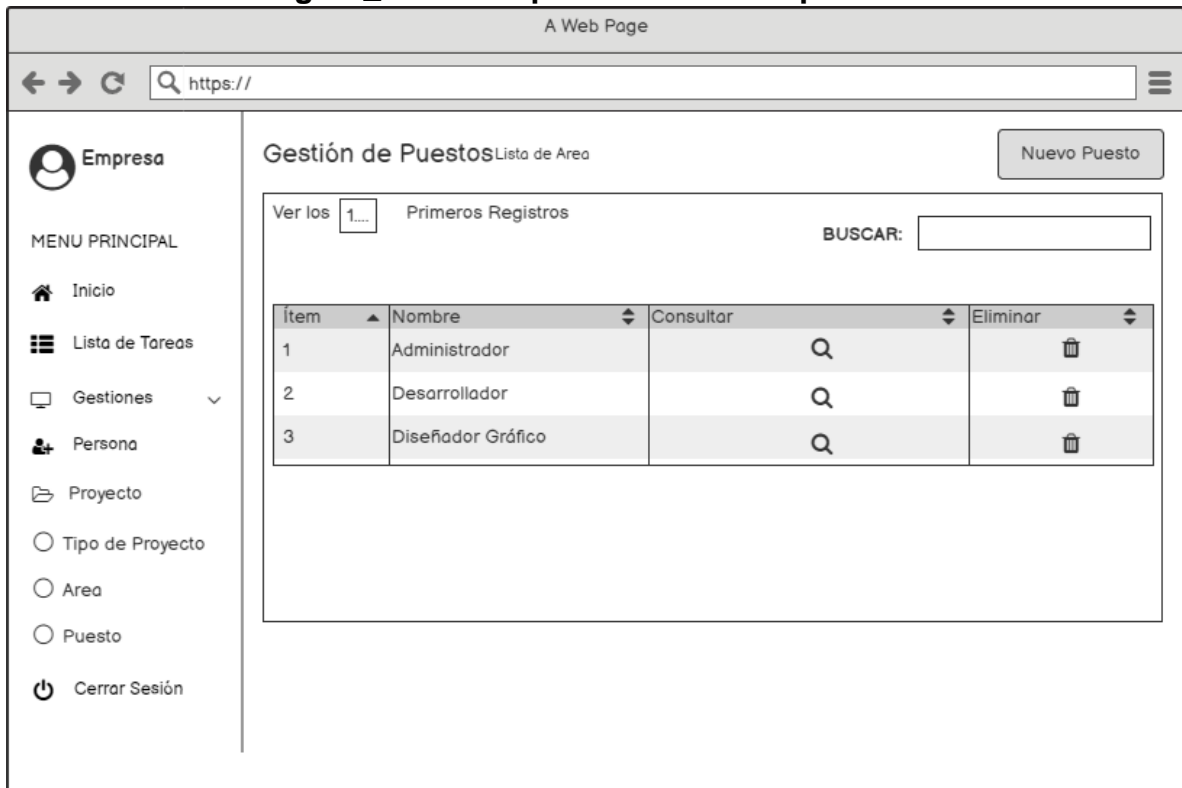 A Web Page
https://
Empresa
MENU PRINCIPAL
Inicio
Lista de Tareas
Gestiones
Persona
Proyecto
Tipo de Proyecto
Area
Puesto
Cerrar Sesión
Gestión de Puestos Lista de Area
Nuevo Puesto
Ver los 1.... Primeros Registros
BUSCAR:
Ítem Nombre Consultar Eliminar
1 Administrador
2 Desarrollador
3 Diseñador Gráfico